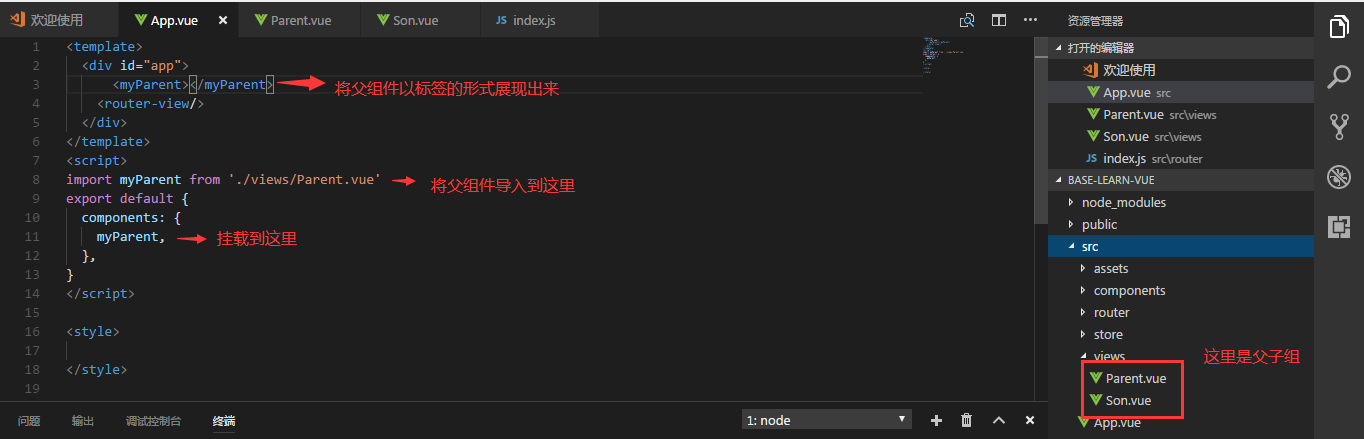 欢迎使用 App.vue Parent.vue Son.vue JS index.js
1 <template>
2 <div id="app">
3 <myParent></myParent> 将父组件以标签的形式展现出来
4 <router-view/>
5 </div>
6 </template>
7 <script>
8 import myParent from './views/Parent.vue' 将父组件导入到这里
9 export default {
10 components: {
11 myParent, 挂载到这里
12 },
13 }
14 </script>
15
16 <style>
17
18 </style>
19
问题 输出 调试控制台 终端 1: node
资源管理器
打开的编辑器
欢迎使用
App.vue src
Parent.vue src\views
Son.vue src\views
JS index.js src\router
BASE-LEARN-VUE
node_modules
public
src
assets
components
router
store
views 这里是父子组
Parent.vue
Son.vue
App.vue